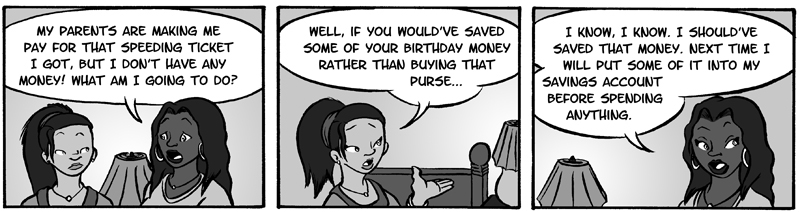 MY PARENTS ARE MAKING ME
PAY FOR THAT SPEEDING TICKET
I GOT, BUT I DON'T HAVE ANY
MONEY! WHAT AM I GOING TO DO?
WELL, IF YOU WOULD'VE SAVED
SOME OF YOUR BIRTHDAY MONEY
RATHER THAN BUYING THAT
PURSE...
I KNOW, I KNOW. I SHOULD'VE
SAVED THAT MONEY. NEXT TIME I
WILL PUT SOME OF IT INTO MY
SAVINGS ACCOUNT
BEFORE SPENDING
ANYTHING.